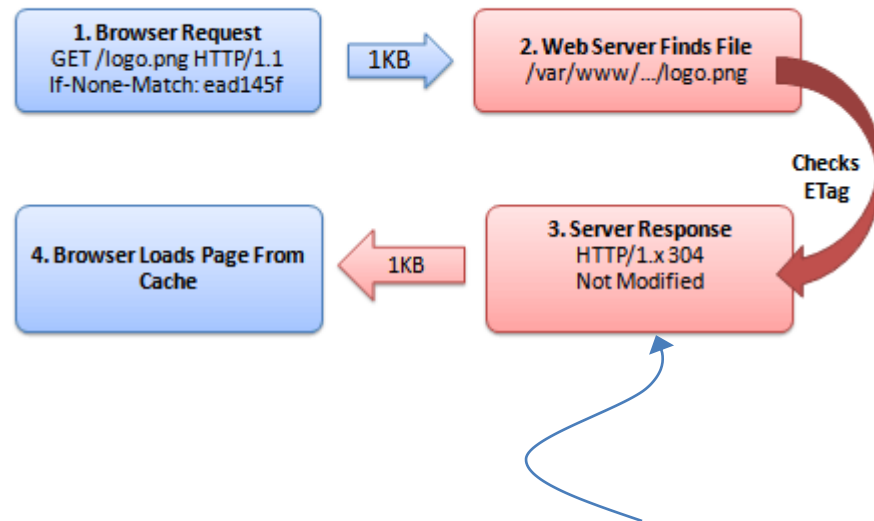 1. Browser Request
GET /logo.png HTTP/1.1
If-None-Match: ead145f
1KB
2. Web Server Finds File
/var/www/.../logo.png
Checks
ETag
3. Server Response
HTTP/1.x 304
Not Modified
1KB
4. Browser Loads Page From
Cache